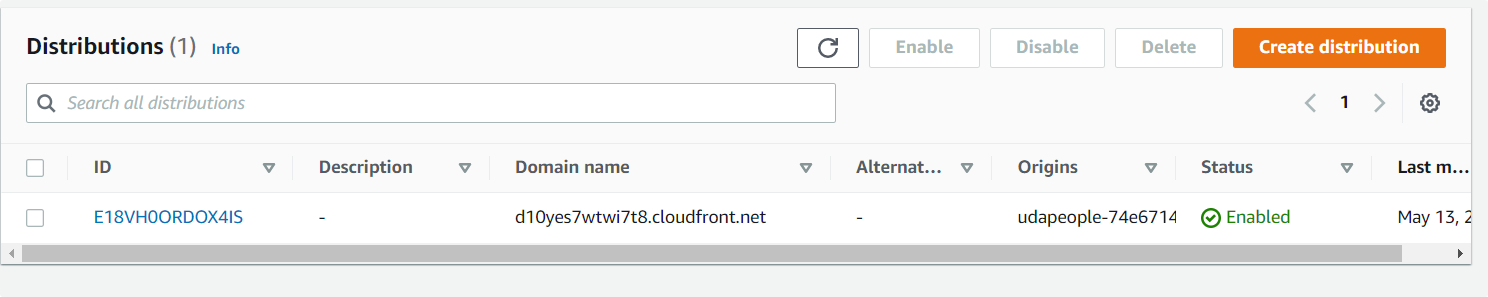 Distributions (1) Info Enable Disable Delete Create distribution
Search all distributions 1
ID Description Domain name Alternat... Origins Status Last m...
E18VH0ORDOX4IS - d10yes7wtwi7t8.cloudfront.net - udapeople-74e6714 Enabled May 13, 2